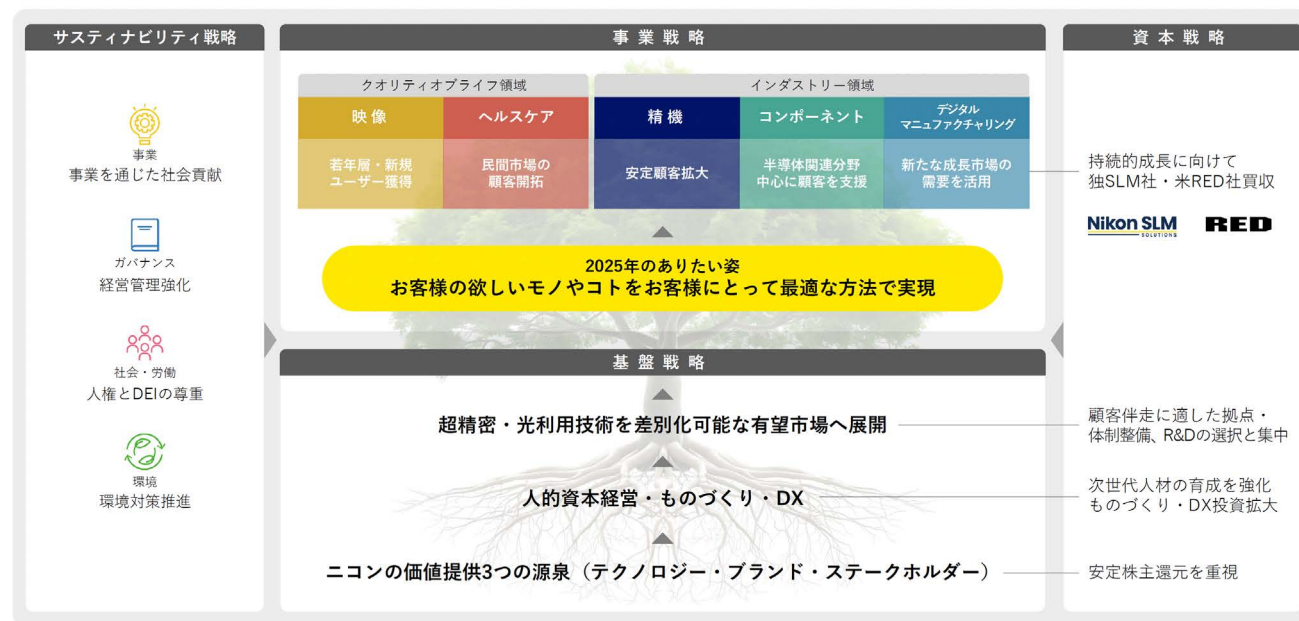 サスティナビリティ戦略
事業
事業を通じた社会貢献
ガバナンス
経営管理強化
社会・労働
人権とDEIの尊重
環境
環境対策推進
事業戦略
クオリティオブライフ領域
インダストリー領域
映像
ヘルスケア
精機
コンポーネント
デジタル
マニュファクチャリング
若年層・新規
ユーザー獲得
民間市場の
顧客開拓
安定顧客拡大
半導体関連分野
中心に顧客を支援
新たな成長市場の
需要を活用
2025年のありたい姿
お客様の欲しいモノやコトをお客様にとって最適な方法で実現
基盤戦略
超精密・光利用技術を差別化可能な有望市場へ展開
人的資本経営・ものづくり・DX
ニコンの価値提供3つの源泉（テクノロジー・ブランド・ステークホルダー）
資本戦略
持続的成長に向けて
独SLM社・米RED社買収
Nikon SLM
SOLUTIONS
RED
顧客伴走に適した拠点・
体制整備、R&Dの選択と集中
次世代人材の育成を強化
ものづくり・DX投資拡大
安定株主還元を重視